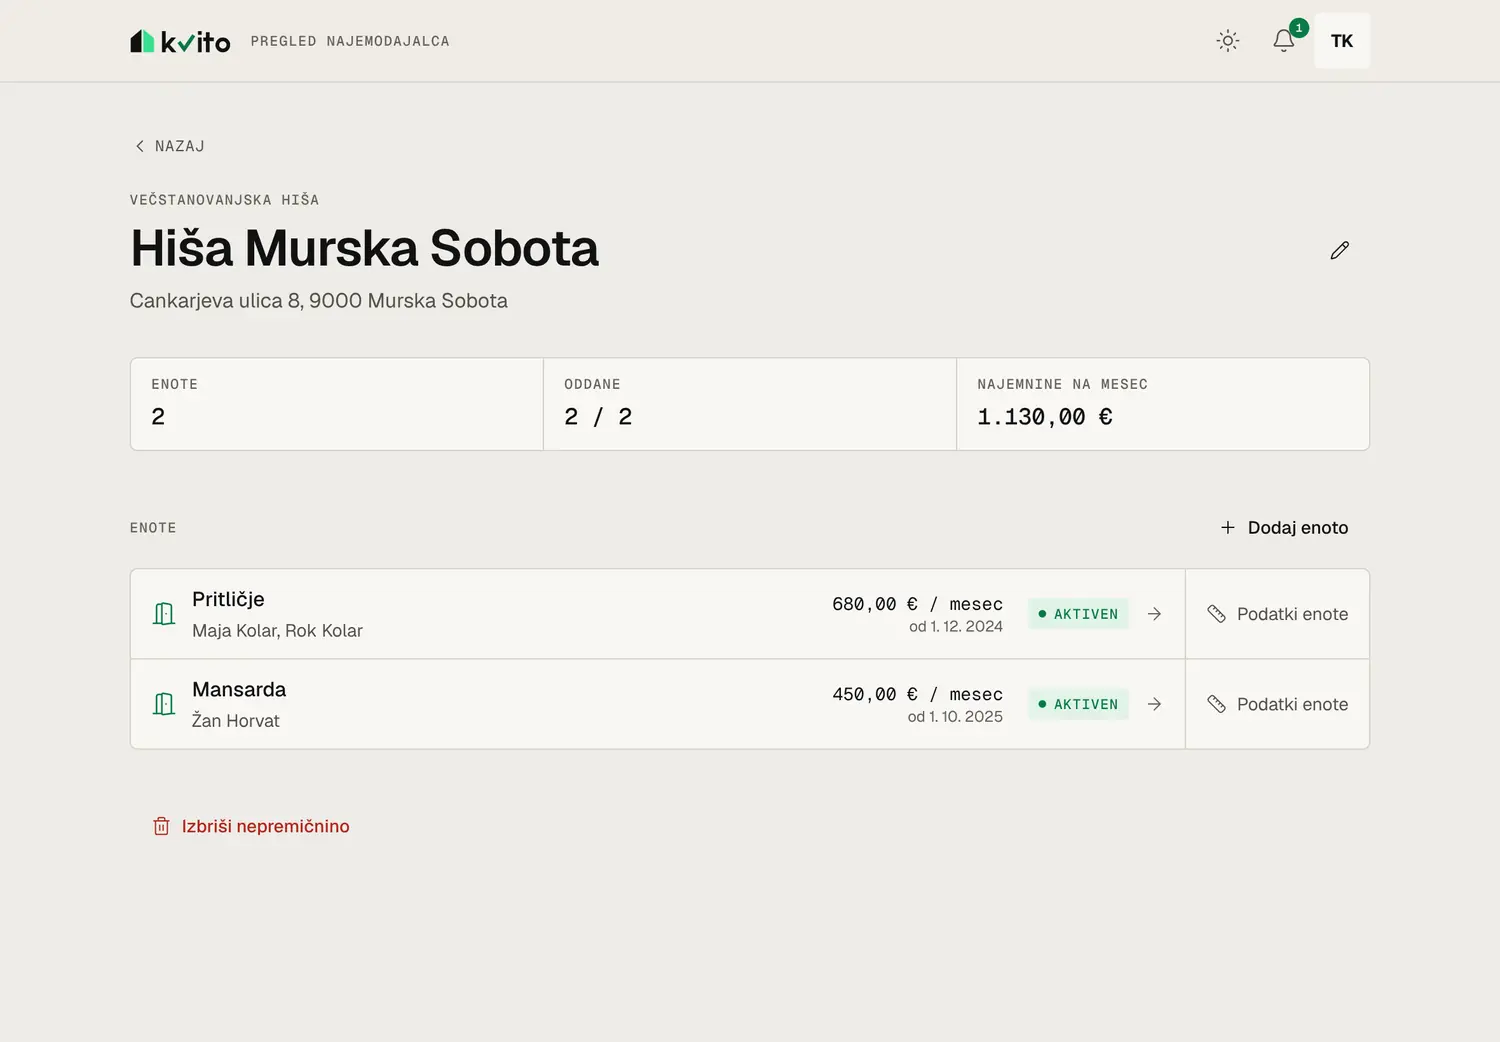 kvito PREGLED NAJEMODAJALCA
1
TK
NAZAJ
VEČSTANOVANJSKA HIŠA
Hiša Murska Sobota
Cankarjeva ulica 8, 9000 Murska Sobota
ENOTE
2
ODDANE
2 / 2
NAJEMNINE NA MESEC
1.130,00 €
ENOTE
Dodaj enoto
Pritličje
Maja Kolar, Rok Kolar
680,00 € / mesec
od 1. 12. 2024
AKTIVEN
Podatki enote
Mansarda
Žan Horvat
450,00 € / mesec
od 1. 10. 2025
AKTIVEN
Podatki enote
Izbriši nepremičnino